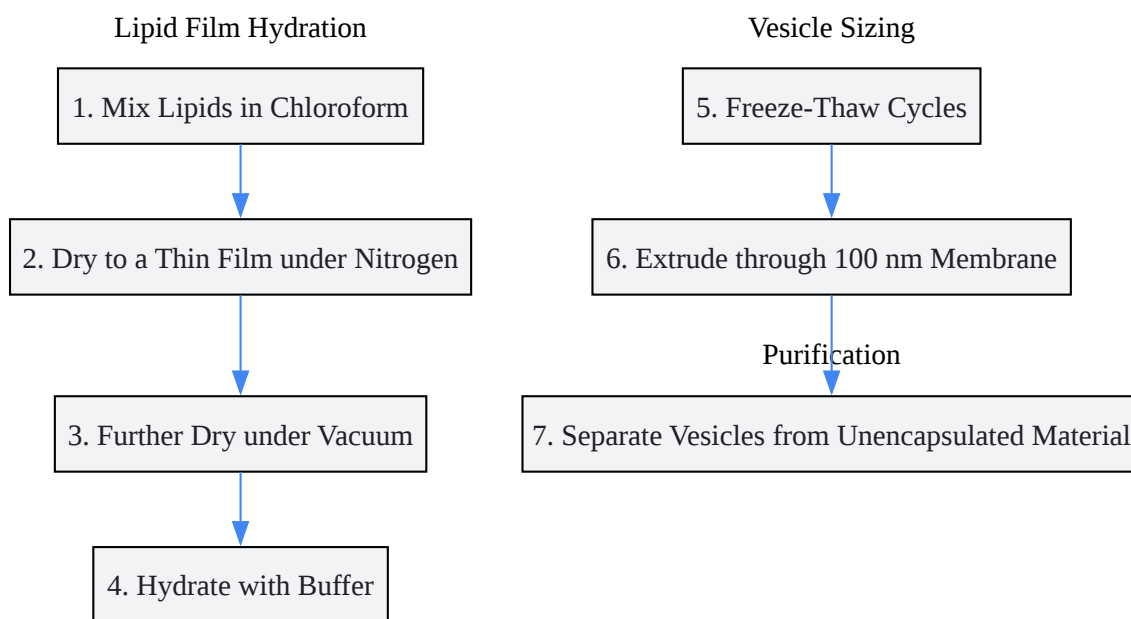 Lipid Film Hydration
1. Mix Lipids in Chloroform
2. Dry to a Thin Film under Nitrogen
3. Further Dry under Vacuum
4. Hydrate with Buffer
Vesicle Sizing
5. Freeze-Thaw Cycles
6. Extrude through 100 nm Membrane
Purification
7. Separate Vesicles from Unencapsulated Material